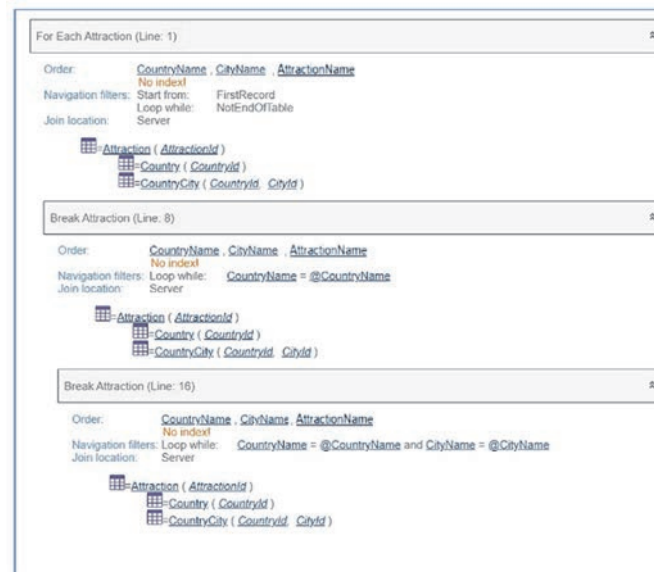 For Each Attraction (Line: 1)
Order: CountryName , CityName , AttractionName
No index!
Navigation filters: Start from: FirstRecord
Loop while: NotEndOfTable
Join location: Server
=Attraction ( AttractionId )
=Country ( CountryId )
=CountryCity ( CountryId, CityId )
Break Attraction (Line: 8)
Order: CountryName , CityName , AttractionName
No index!
Navigation filters: Loop while: CountryName = @CountryName
Join location: Server
=Attraction ( AttractionId )
=Country ( CountryId )
=CountryCity ( CountryId, CityId )
Break Attraction (Line: 16)
Order: CountryName , CityName , AttractionName
No index!
Navigation filters: Loop while: CountryName = @CountryName and CityName = @CityName
Join location: Server
=Attraction ( AttractionId )
=Country ( CountryId )
=CountryCity ( CountryId, CityId )